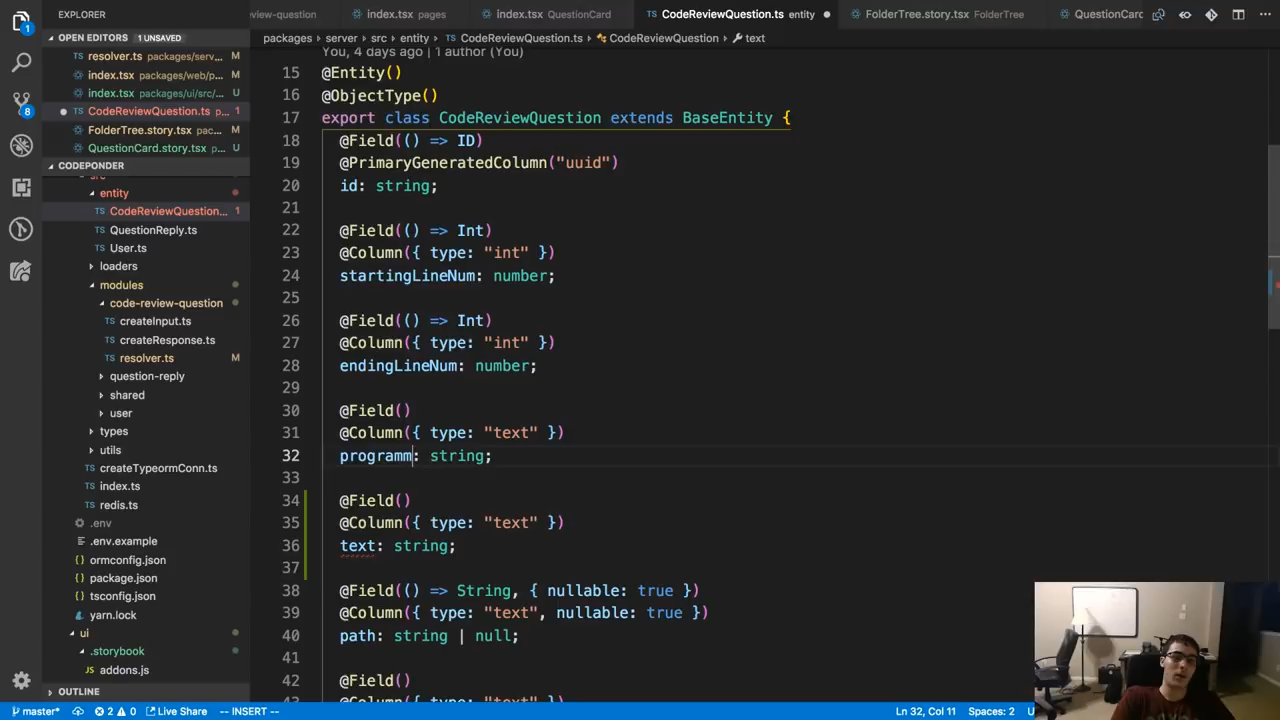 view-question
index.tsx pages
index.tsx QuestionCard
CodeReviewQuestion.ts entity
FolderTree.story.tsx FolderTree
QuestionCard
OPEN EDITORS 1 UNSAVED
packages › server › src › entity › CodeReviewQuestion.ts › CodeReviewQuestion › text
resolver.ts packages/serv... M
index.tsx packages/web/p... M
index.tsx packages/ui/src/... U
CodeReviewQuestion.ts p... 1
FolderTree.story.tsx pac... M
QuestionCard.story.tsx ... U
CODEPONDER
src
entity
CodeReviewQuestion... 1
QuestionReply.ts
User.ts
loaders
modules
code-review-question
createInput.ts
createResponse.ts
resolver.ts M
question-reply
shared
user
types
utils
createTypeormConn.ts
index.ts
redis.ts
.env
.env.example
ormconfig.json
package.json
tsconfig.json
yarn.lock
ui
.storybook
addons.js
OUTLINE
1
8
You, 4 days ago | 1 author (You)
15 @Entity()
16 @ObjectType()
17 export class CodeReviewQuestion extends BaseEntity {
18 @Field(() => ID)
19 @PrimaryGeneratedColumn("uuid")
20 id: string;
21
22 @Field(() => Int)
23 @Column({ type: "int" })
24 startingLineNum: number;
25
26 @Field(() => Int)
27 @Column({ type: "int" })
28 endingLineNum: number;
29
30 @Field()
31 @Column({ type: "text" })
32 programm: string;
33
34 @Field()
35 @Column({ type: "text" })
36 text: string;
37
38 @Field(() => String, { nullable: true })
39 @Column({ type: "text", nullable: true })
40 path: string | null;
41
42 @Field()
43 @Column({ type: "text" })
master* 2 0 Live Share -- INSERT -- Ln 32, Col 11 Spaces: 2